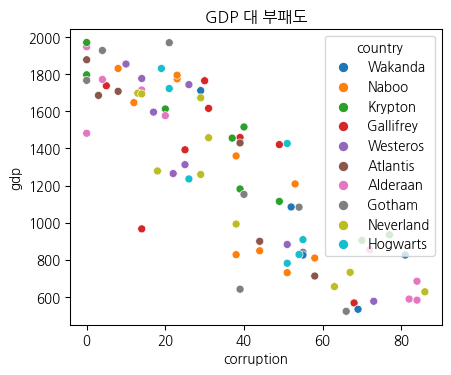 GDP 대 부패도
gdp
2000
1800
1600
1400
1200
1000
800
600
country
Wakanda
Naboo
Krypton
Gallifrey
Westeros
Atlantis
Alderaan
Gotham
Neverland
Hogwarts
0 20 40 60 80
corruption